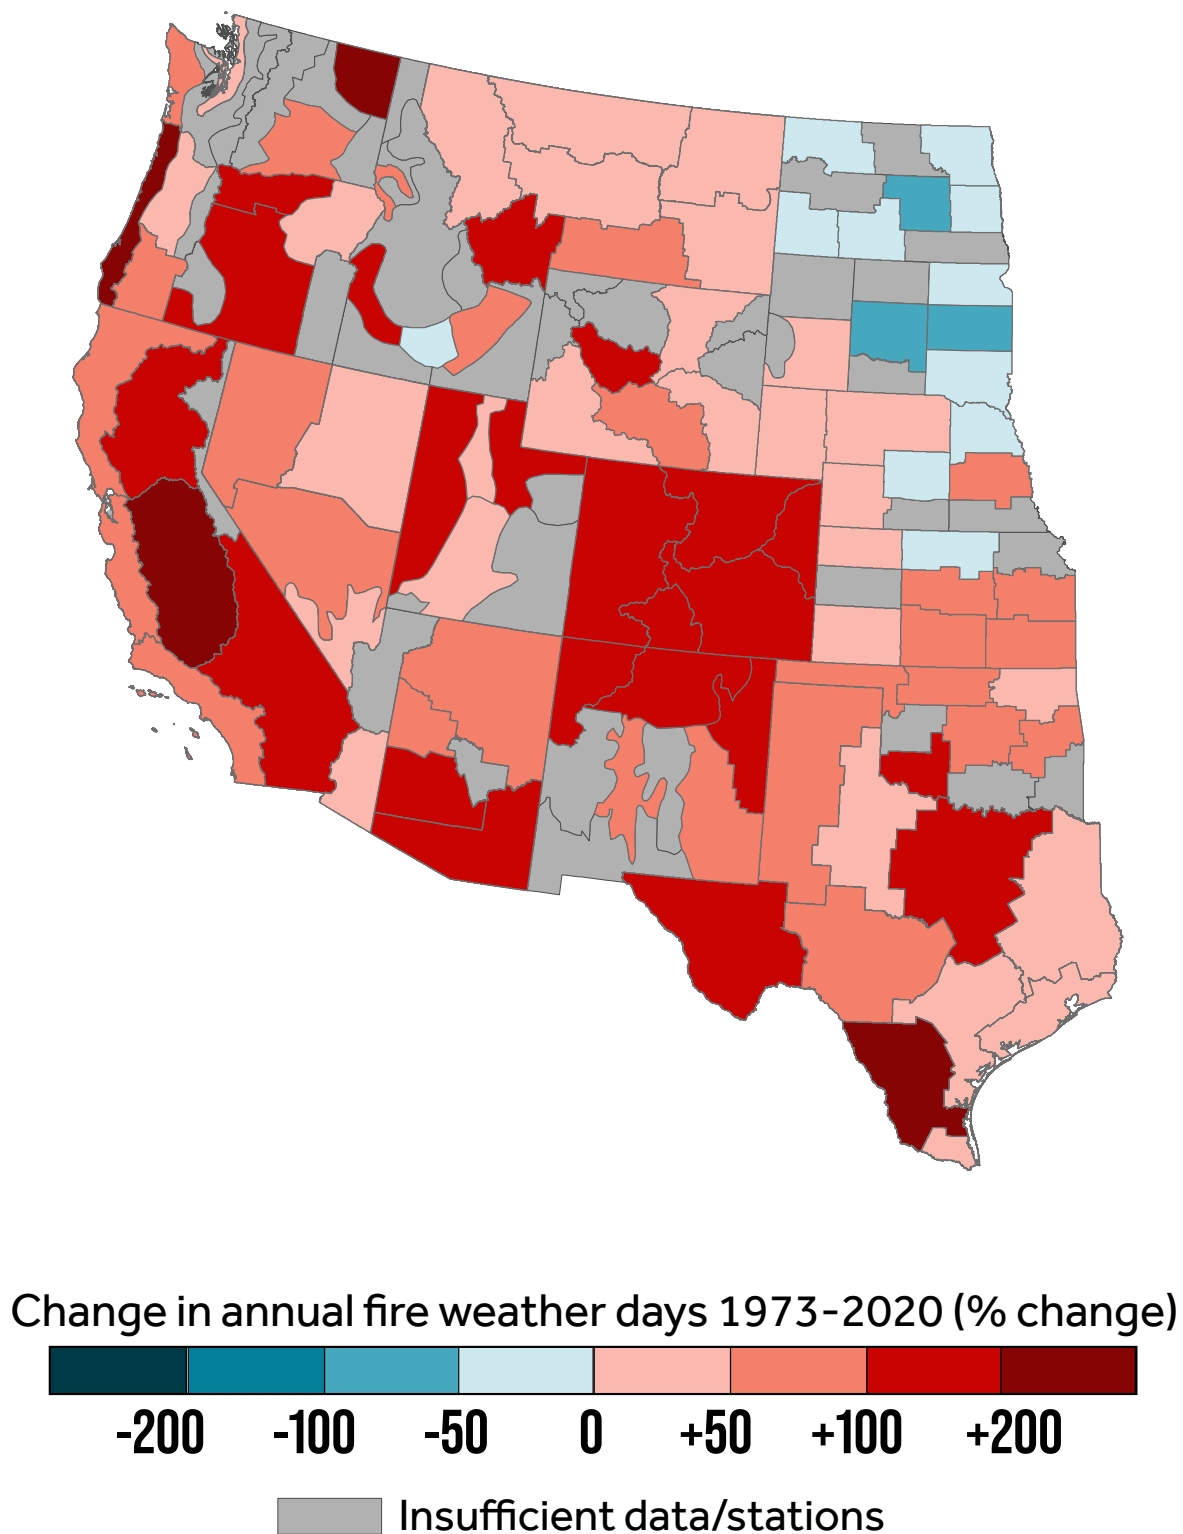 Change in annual fire weather days 1973-2020 (% change)
-200 -100 -50 0 +50 +100 +200
Insufficient data/stations